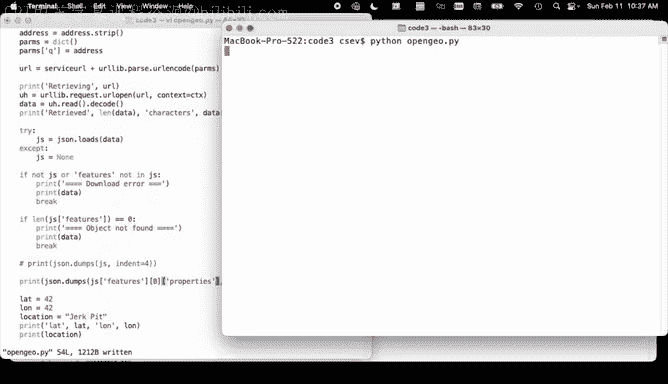 Terminal Shell Edit View Window Help
Sun Feb 11 10:37 AM
code3 — vi opengeo.py — 80×30
address = address.strip()
parms = dict()
parms['q'] = address
url = serviceurl + urllib.parse.urlencode(parms)
print('Retrieving', url)
uh = urllib.request.urlopen(url, context=ctx)
data = uh.read().decode()
print('Retrieved', len(data), 'characters', data
try:
js = json.loads(data)
except:
js = None
if not js or 'features' not in js:
print('==== Download error ===')
print(data)
break
if len(js['features']) == 0:
print('==== Object not found ====')
print(data)
break
# print(json.dumps(js, indent=4))
print(json.dumps(js['features'][0]['properties'],
lat = 42
lon = 42
location = "Jerk Pit"
print('lat', lat, 'lon', lon)
print(location)
"opengeo.py" 54L, 1212B written
code3 — -bash — 83×30
MacBook-Pro-522:code3 csev$ python opengeo.py